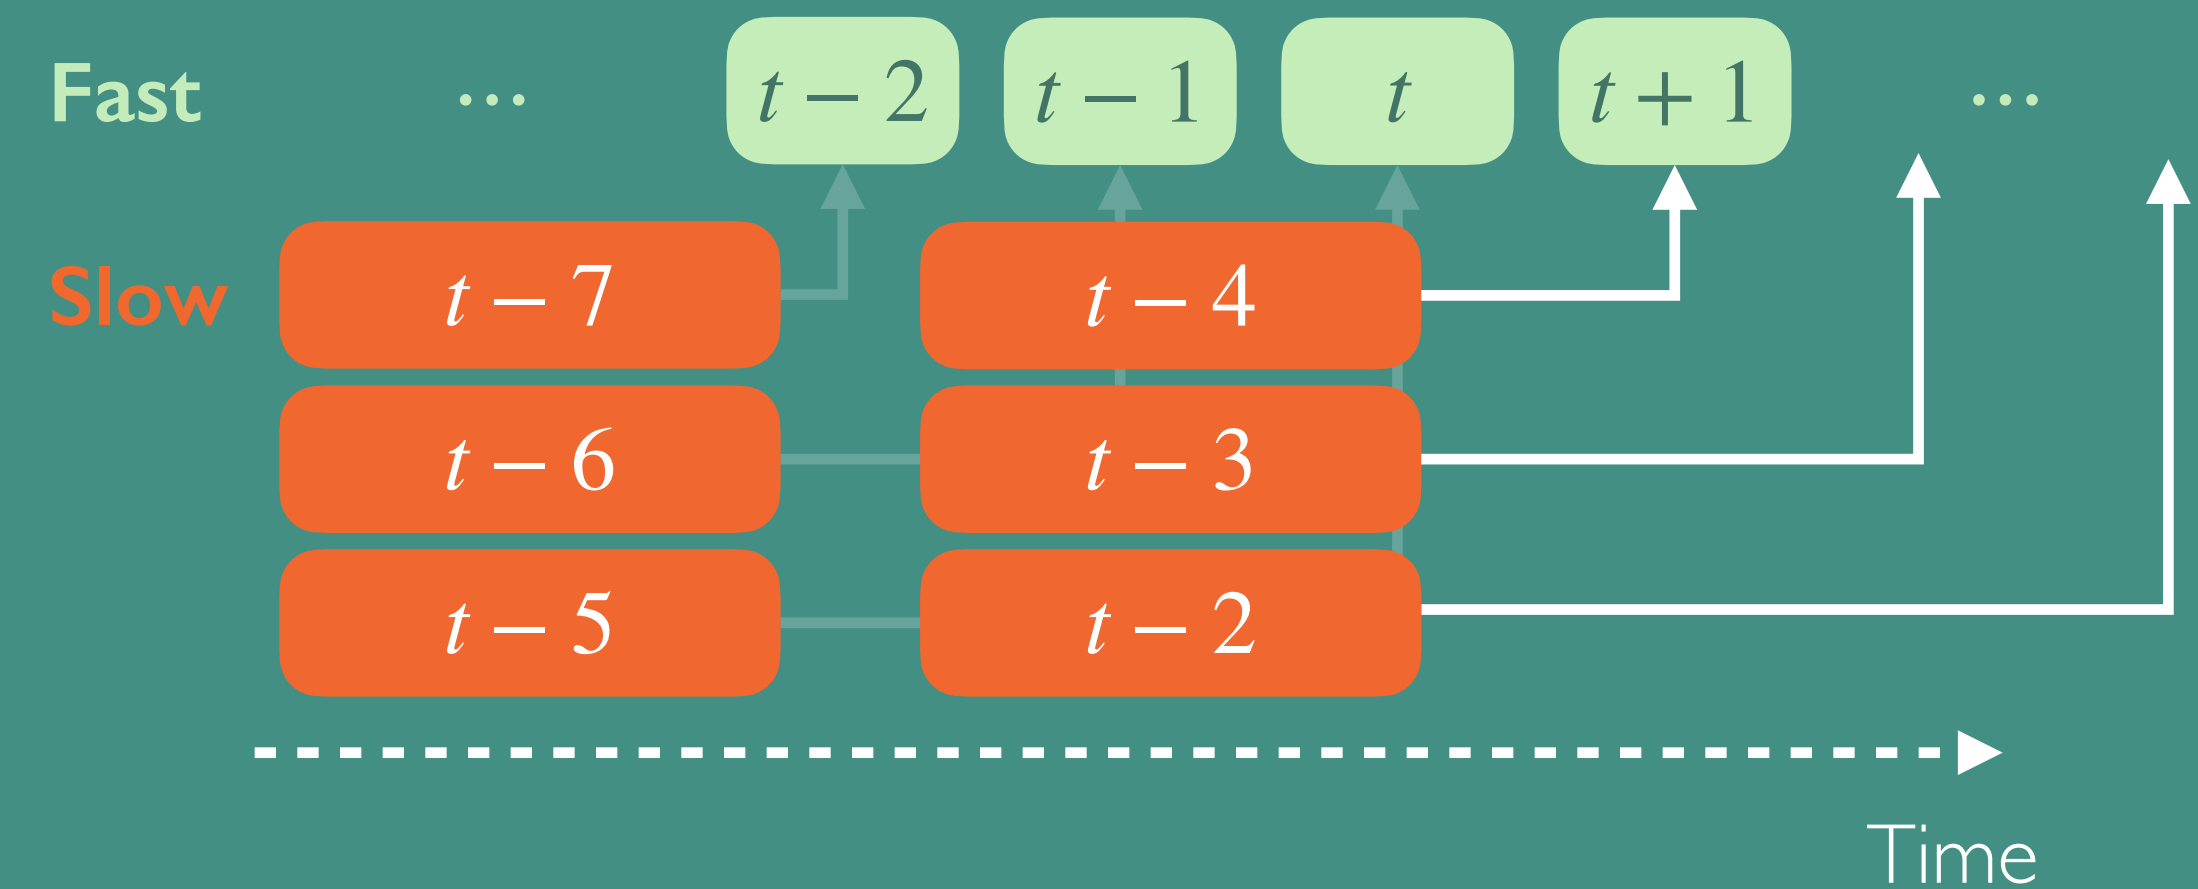 Fast ... t − 2 t − 1 t t + 1 ...
Slow t − 7 t − 4
t − 6 t − 3
t − 5 t − 2
Time